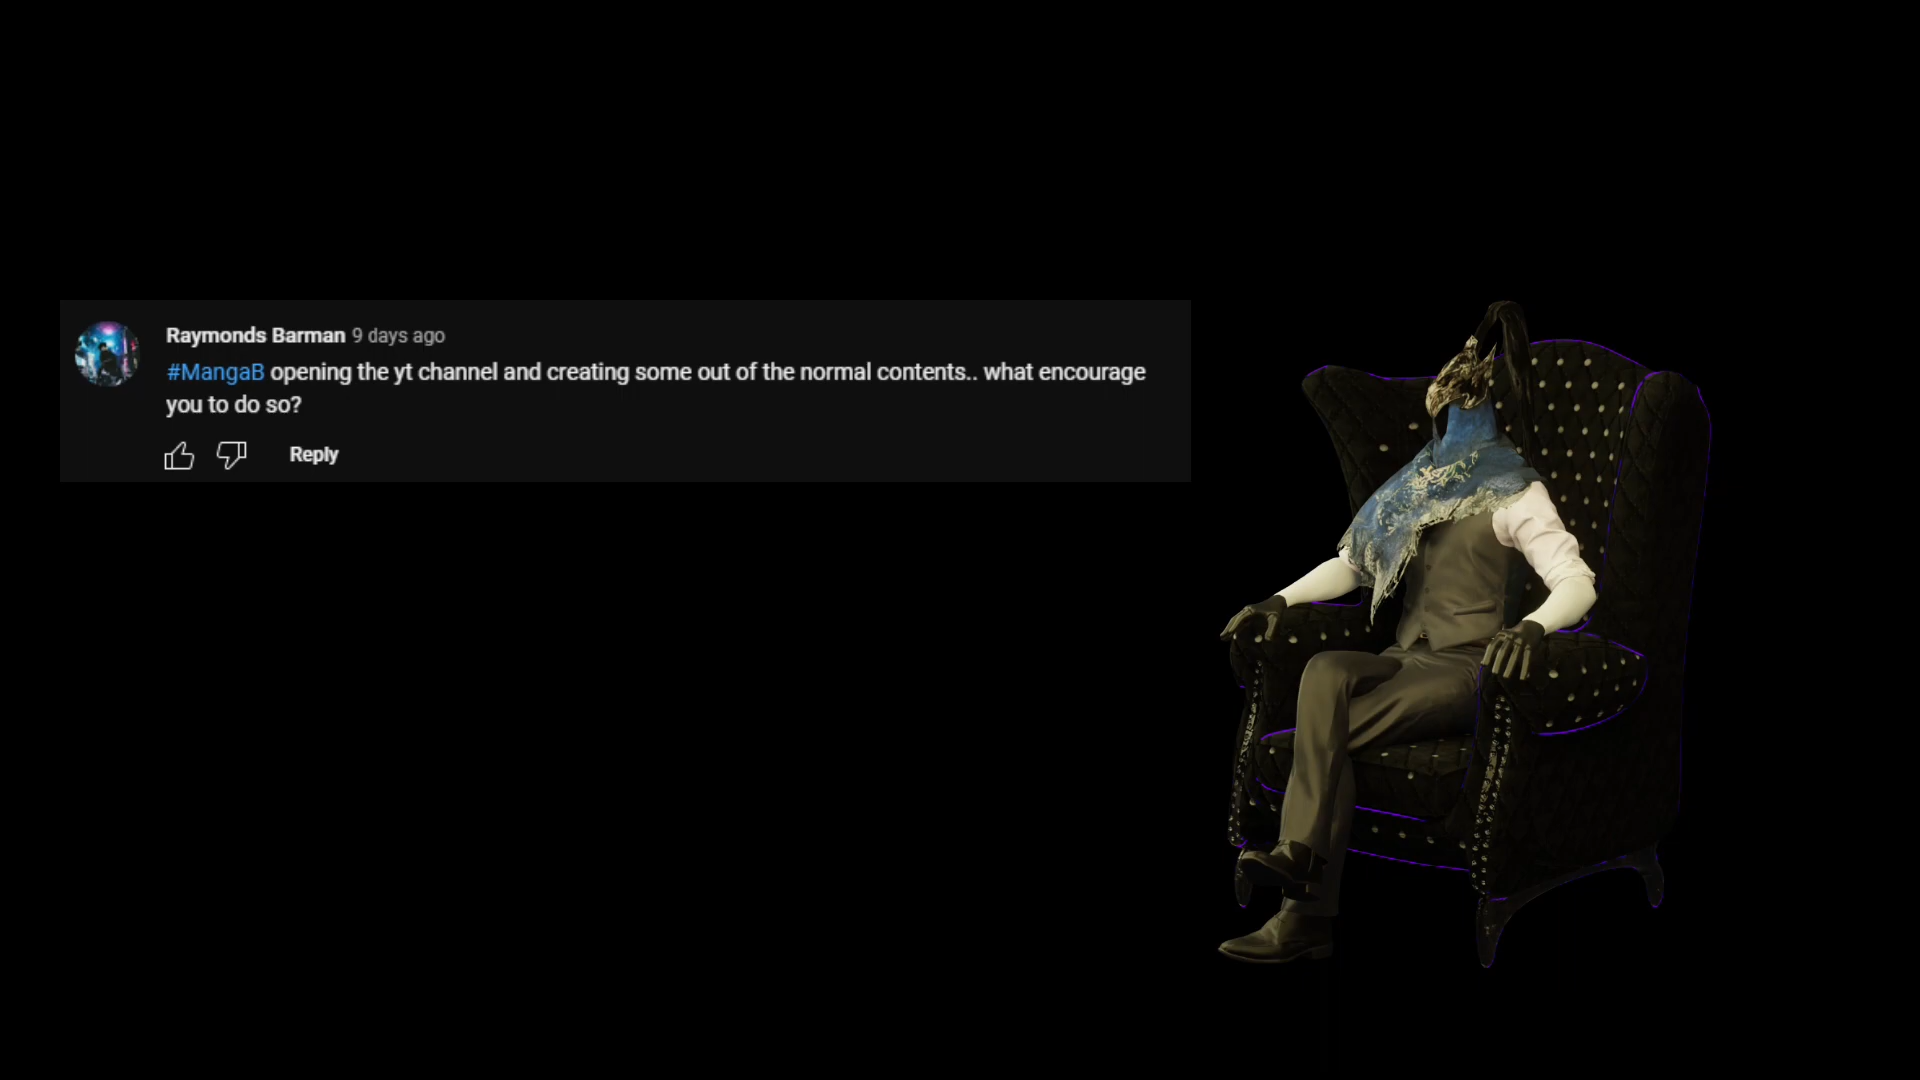 Raymonds Barman 9 days ago
#MangaB opening the yt channel and creating some out of the normal contents.. what encourage
you to do so?
Reply